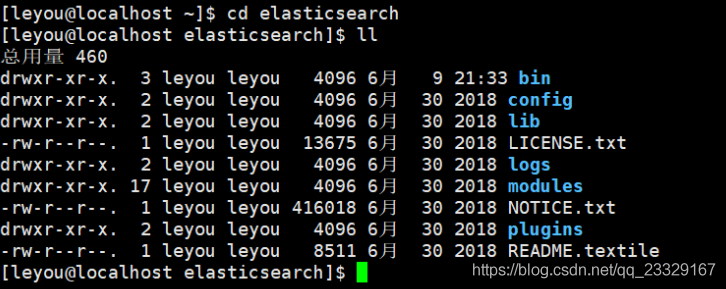 [leyou@localhost ~]$ cd elasticsearch
[leyou@localhost elasticsearch]$ ll
总用量 460
drwxr-xr-x.  3 leyou leyou   4096 6月   9 21:33 bin
drwxr-xr-x.  2 leyou leyou   4096 6月  30 2018 config
drwxr-xr-x.  2 leyou leyou   4096 6月  30 2018 lib
-rw-r--r--.  1 leyou leyou  13675 6月  30 2018 LICENSE.txt
drwxr-xr-x.  2 leyou leyou   4096 6月  30 2018 logs
drwxr-xr-x. 17 leyou leyou   4096 6月  30 2018 modules
-rw-r--r--.  1 leyou leyou 416018 6月  30 2018 NOTICE.txt
drwxr-xr-x.  2 leyou leyou   4096 6月  30 2018 plugins
-rw-r--r--.  1 leyou leyou   8511 6月  30 2018 README.textile
[leyou@localhost elasticsearch]$
https://blog.csdn.net/qq_23329167